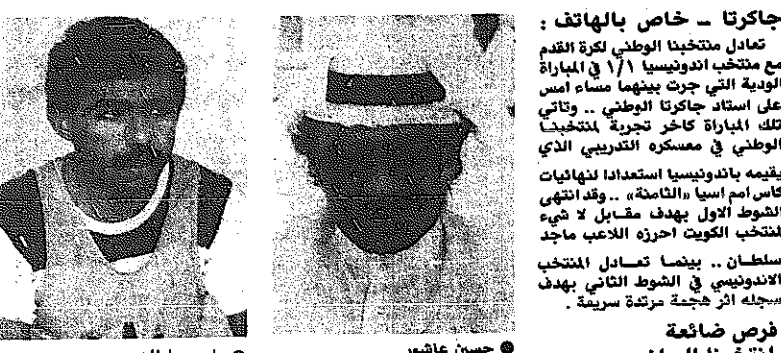 جاكرتا ــ خاص بالهاتف :
تعادل منتخبنا الوطني لكرة القدم
مع منتخب اندونيسيا ١/١ في المباراة
الودية التي جرت بينهما مساء امس
على استاد جاكرتا الوطني .. وتاتي
تلك المباراة كاخر تجربة لمنتخبنا
الوطني في معسكره التدريبي الذي
يقيمه باندونيسيا استعدادا لنهائيات
كاس امم اسيا «الثامنة» .. وقد انتهى
الشوط الاول بهدف مقابل لا شيء
لمنتخب الكويت احرزه اللاعب ماجد
سلطان .. بينما تعادل المنتخب
الاندونيسي في الشوط الثاني بهدف
سجله اثر هجمة مرتدة سريعة .
فرص ضائعة
حسين عاشور